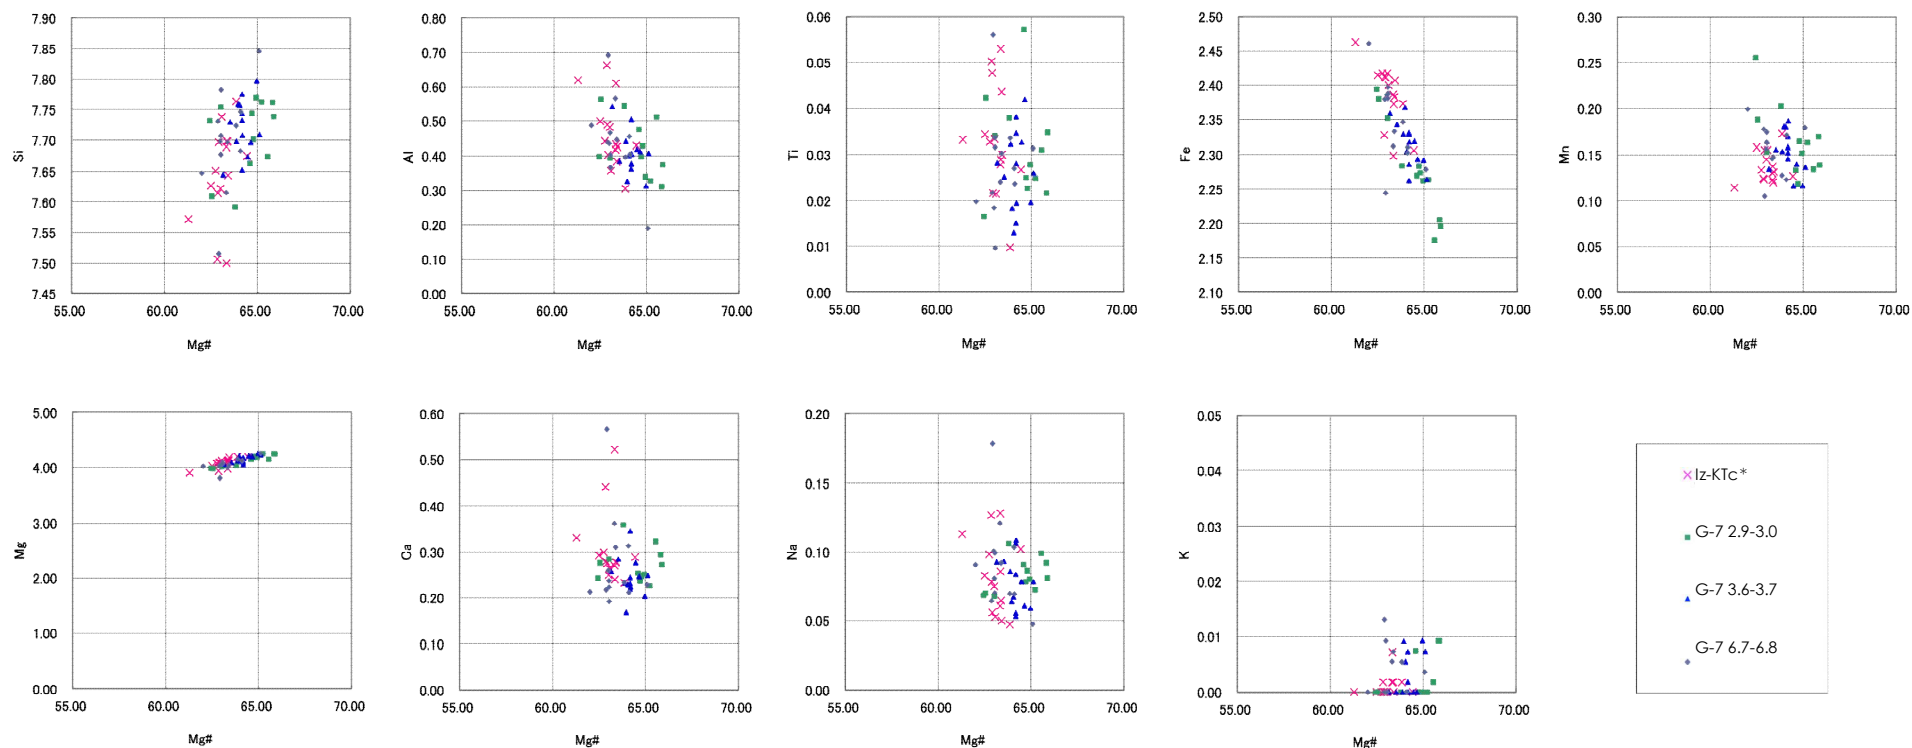 7.90
7.85
7.80
7.75
7.70
7.65
7.60
7.55
7.50
7.45
Si
55.00 60.00 65.00 70.00
Mg#
0.80
0.70
0.60
0.50
0.40
0.30
0.20
0.10
0.00
Al
55.00 60.00 65.00 70.00
Mg#
0.06
0.05
0.04
0.03
0.02
0.01
0.00
Ti
55.00 60.00 65.00 70.00
Mg#
2.50
2.45
2.40
2.35
2.30
2.25
2.20
2.15
2.10
Fe
55.00 60.00 65.00 70.00
Mg#
0.30
0.25
0.20
0.15
0.10
0.05
0.00
Mn
55.00 60.00 65.00 70.00
Mg#
5.00
4.00
3.00
2.00
1.00
0.00
Mg
55.00 60.00 65.00 70.00
Mg#
0.60
0.50
0.40
0.30
0.20
0.10
0.00
Ca
55.00 60.00 65.00 70.00
Mg#
0.20
0.15
0.10
0.05
0.00
Na
55.00 60.00 65.00 70.00
Mg#
0.05
0.04
0.03
0.02
0.01
0.00
K
55.00 60.00 65.00 70.00
Mg#
Iz-KTc*
G-7 2.9-3.0
G-7 3.6-3.7
G-7 6.7-6.8